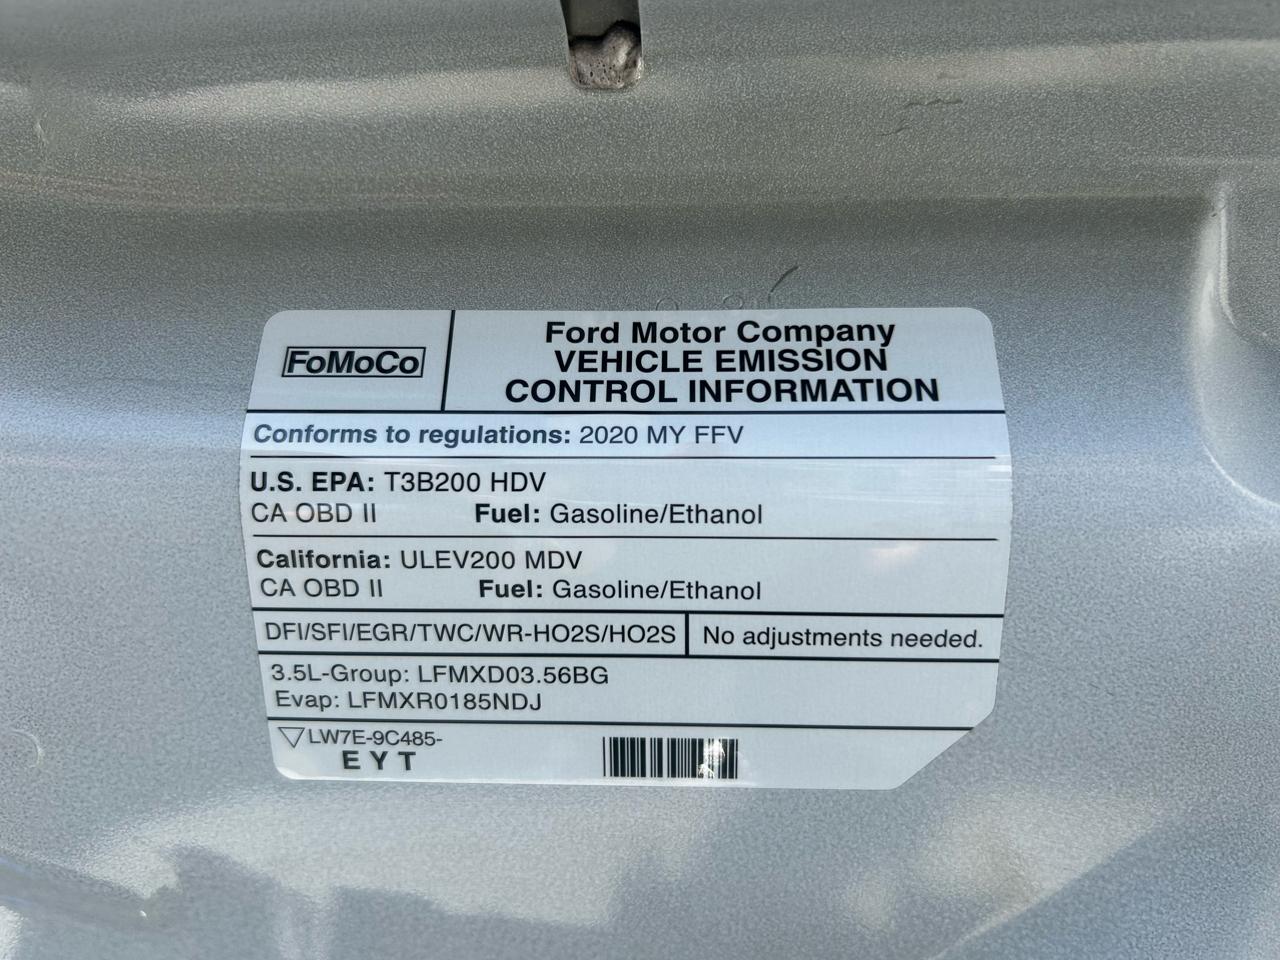 FoMoCo
Ford Motor Company
VEHICLE EMISSION
CONTROL INFORMATION
Conforms to regulations: 2020 MY FFV
U.S. EPA: T3B200 HDV
CA OBD II Fuel: Gasoline/Ethanol
California: ULEV200 MDV
CA OBD II Fuel: Gasoline/Ethanol
DFI/SFI/EGR/TWC/WR-HO2S/HO2S No adjustments needed.
3.5L-Group: LFMXD03.56BG
Evap: LFMXR0185NDJ
LW7E-9C485-
E Y T